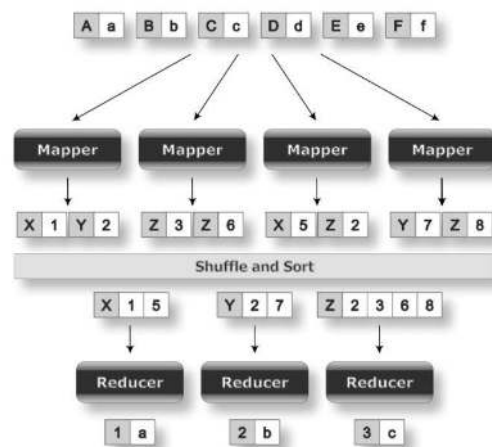 A a B b C c D d E e F f
Mapper Mapper Mapper Mapper
X 1 Y 2 Z 3 Z 6 X 5 Z 2 Y 7 Z 8
Shuffle and Sort
X 1 5 Y 2 7 Z 2 3 6 8
Reducer Reducer Reducer
1 a 2 b 3 c